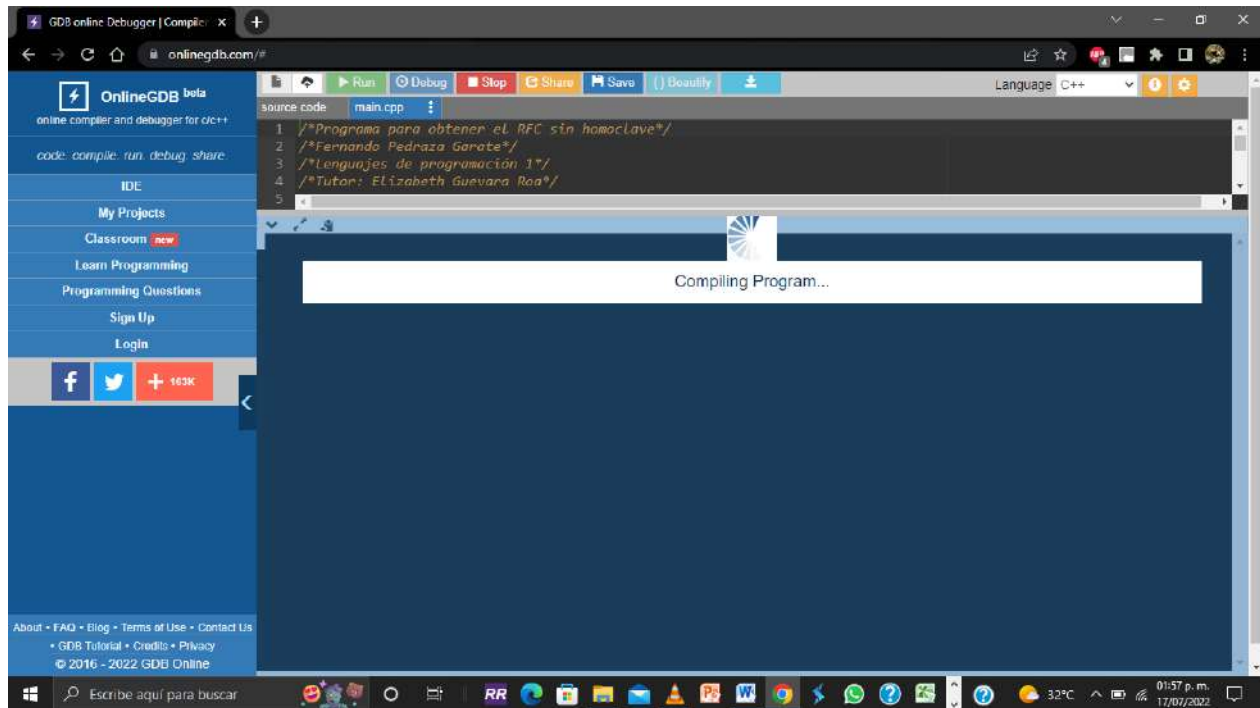 GDB online Debugger | Compiler
onlinegdb.com/#
OnlineGDB beta
online compiler and debugger for c/c++
code. compile. run. debug. share.
IDE
My Projects
Classroom new
Learn Programming
Programming Questions
Sign Up
Login
163K
About • FAQ • Blog • Terms of Use • Contact Us
• GDB Tutorial • Credits • Privacy
© 2016 - 2022 GDB Online
Run Debug Stop Share Save {} Beautify
Language C++
source code main.cpp
1 /*Programa para obtener el RFC sin homoclave*/
2 /*Fernando Pedraza Garate*/
3 /*Lenguajes de programación 1*/
4 /*Tutor: Elizabeth Guevara Roa*/
5
Compiling Program...
Escribe aquí para buscar
RR
32°C
01:57 p. m.
17/07/2022